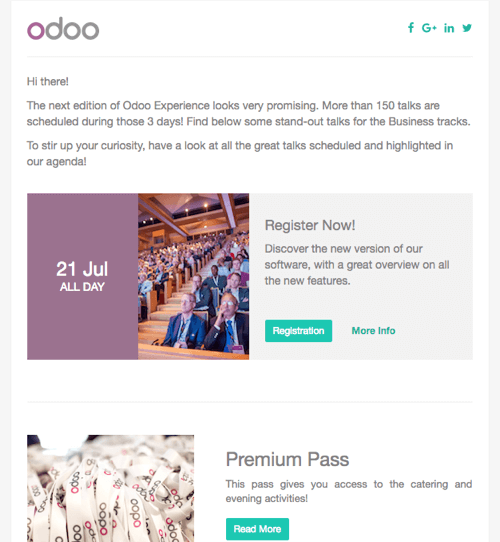 odoo
Hi there!
The next edition of Odoo Experience looks very promising. More than 150 talks are
scheduled during those 3 days! Find below some stand-out talks for the Business tracks.
To stir up your curiosity, have a look at all the great talks scheduled and highlighted in
our agenda!
21 Jul
ALL DAY
Register Now!
Discover the new version of our
software, with a great overview on all
the new features.
Registration
More Info
odoo
odoo
odoo
odoo
Premium Pass
This pass gives you access to the catering and
evening activities!
Read More